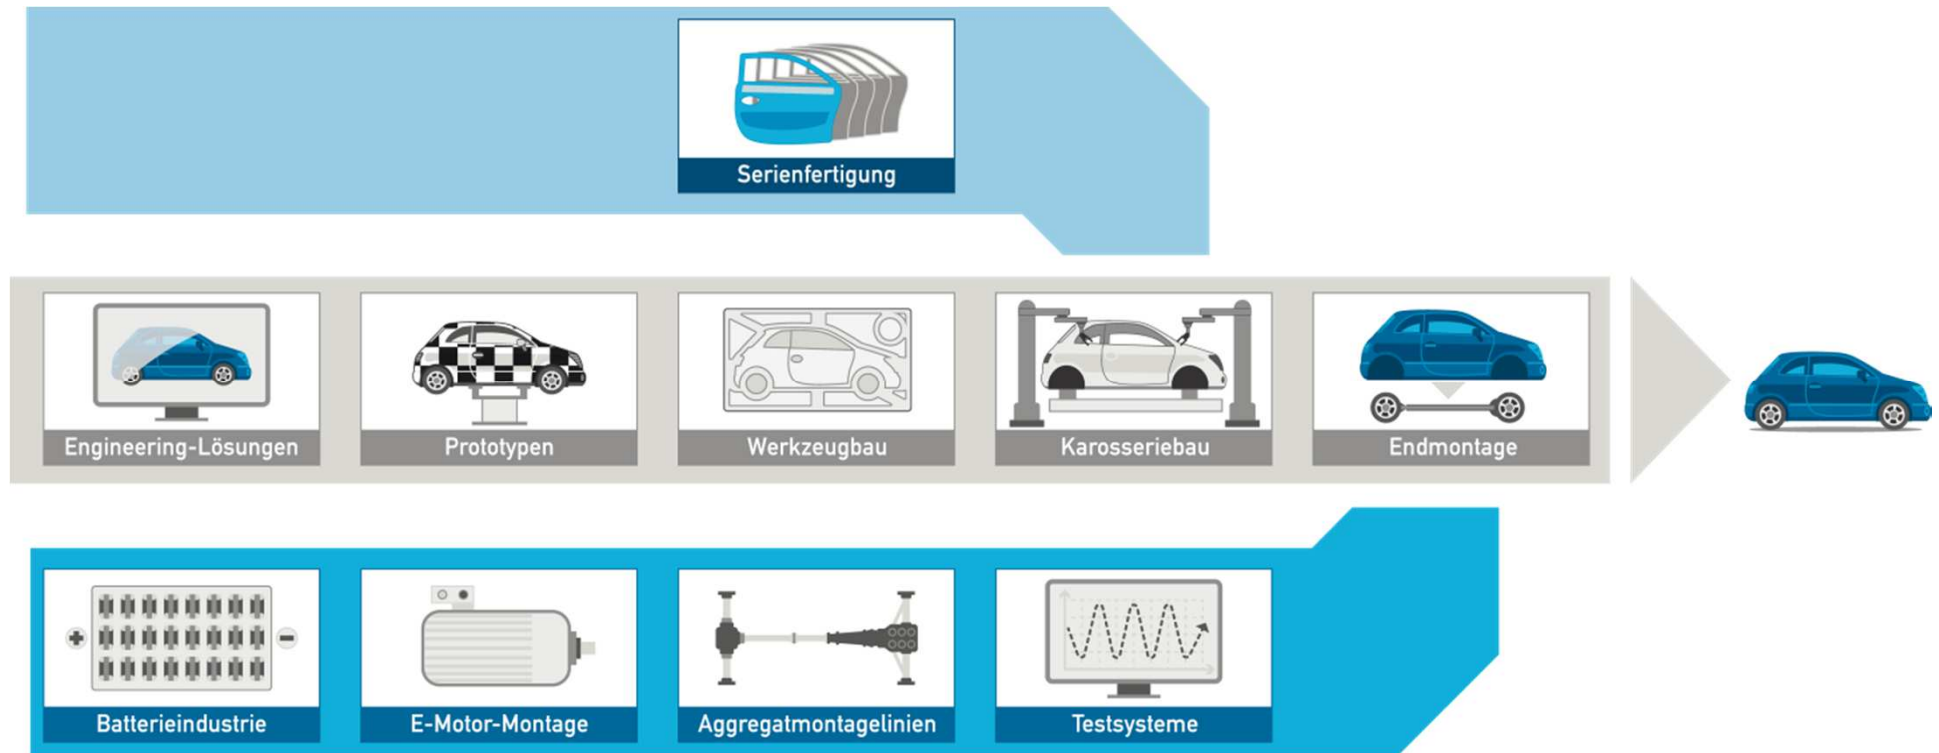 Serienfertigung
Engineering-Lösungen
Prototypen
Werkzeugbau
Karosseriebau
Endmontage
Batterieindustrie
E-Motor-Montage
Aggregatmontagelinien
Testsysteme